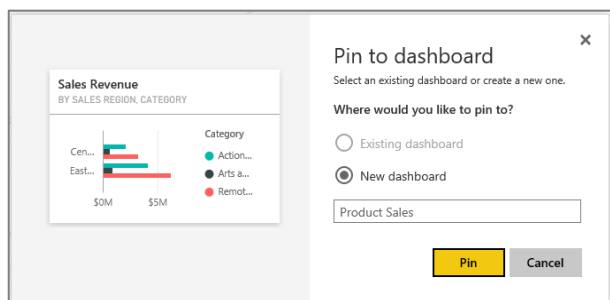 Sales Revenue
BY SALES REGION, CATEGORY
Category
Cen...
East...
Action...
Arts a...
Remot...
$0M $5M
Pin to dashboard
Select an existing dashboard or create a new one.
Where would you like to pin to?
Existing dashboard
New dashboard
Product Sales
Pin Cancel